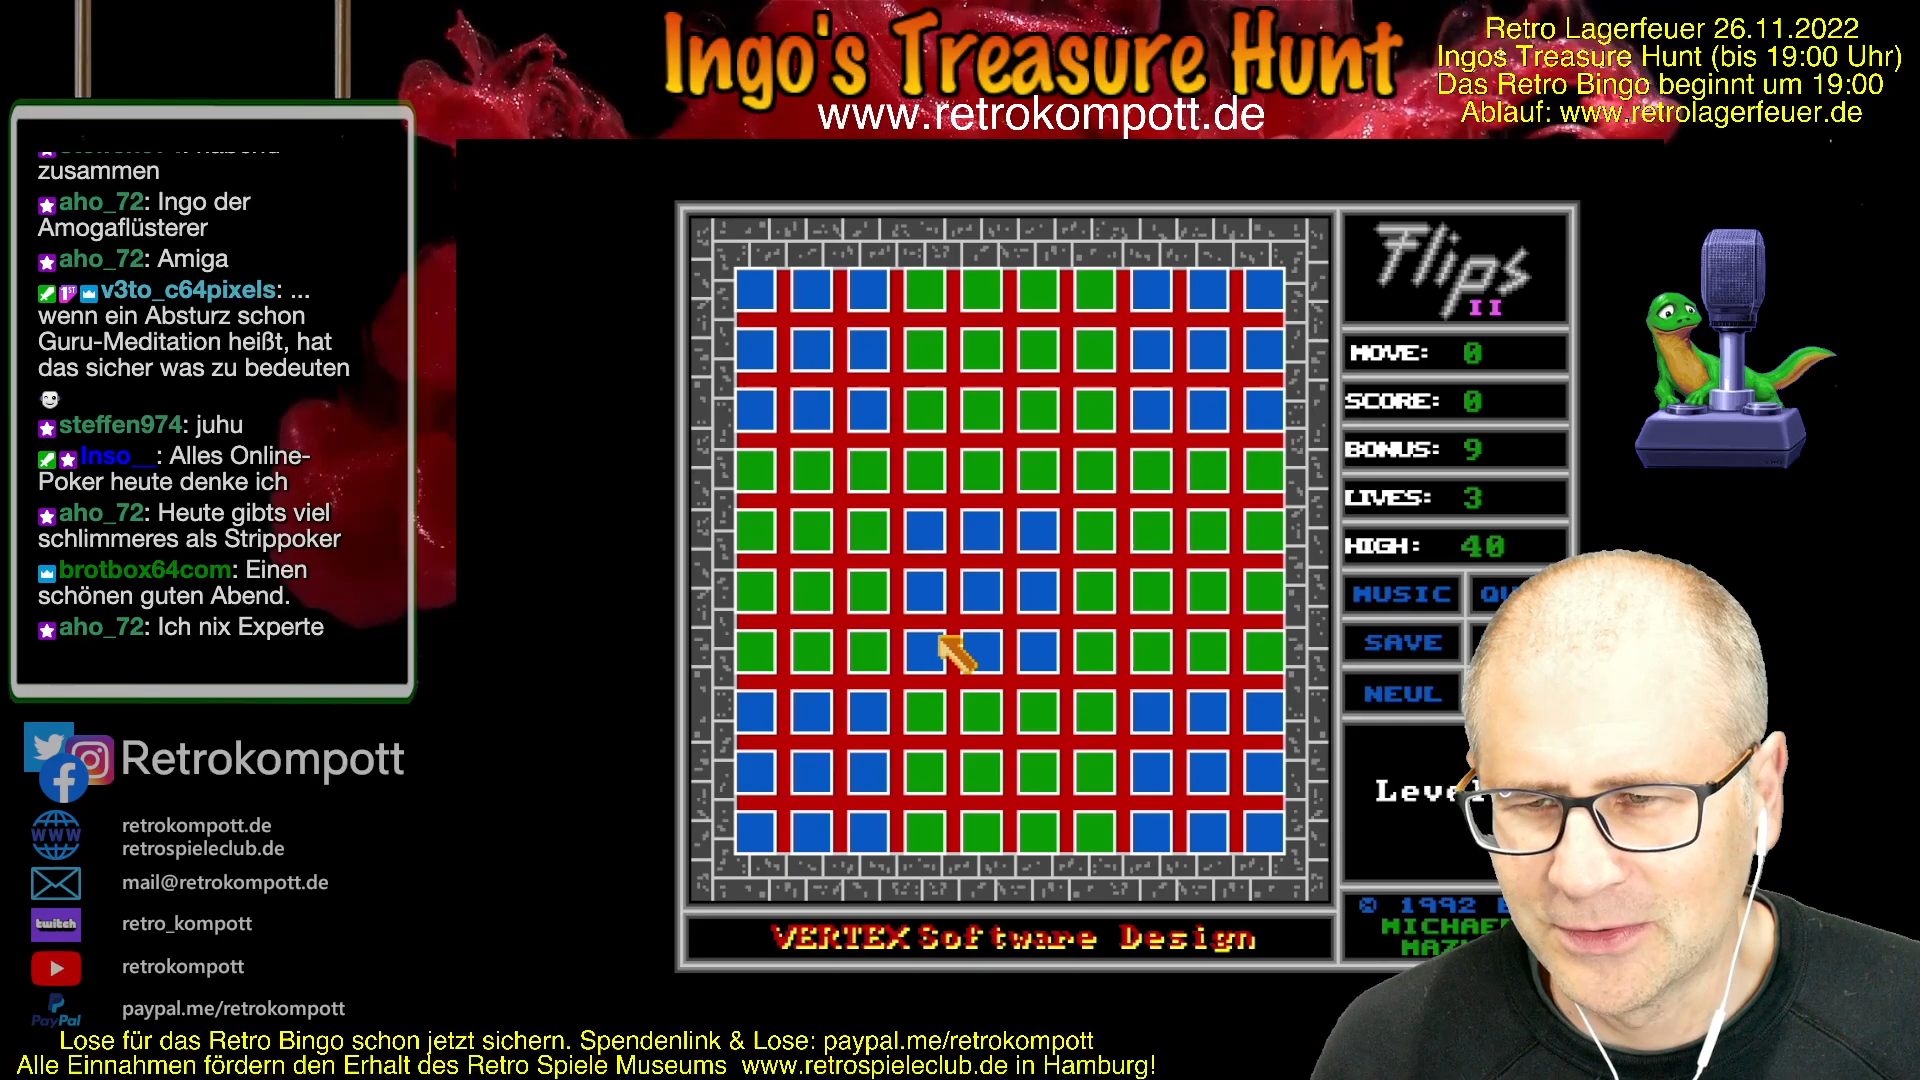 Ingo's Treasure Hunt
www.retrokompott.de
Retro Lagerfeuer 26.11.2022
Ingos Treasure Hunt (bis 19:00 Uhr)
Das Retro Bingo beginnt um 19:00
Ablauf: www.retrolagerfeuer.de
zusammen
aho_72: Ingo der
Amogaflüsterer
aho_72: Amiga
1ST v3to_c64pixels: ...
wenn ein Absturz schon
Guru-Meditation heißt, hat
das sicher was zu bedeuten
steffen974: juhu
Inso__: Alles Online-
Poker heute denke ich
aho_72: Heute gibts viel
schlimmeres als Strippoker
brotbox64com: Einen
schönen guten Abend.
aho_72: Ich nix Experte
Flips
II
MOVE: 0
SCORE: 0
BONUS: 9
LIVES: 3
HIGH: 40
MUSIC
SAVE
NEUL
Level
© 1992
VERTEX Software Design
Retrokompott
www
retrokompott.de
retrospieleclub.de
mail@retrokompott.de
twitch
retro_kompott
retrokompott
PayPal
paypal.me/retrokompott
Lose für das Retro Bingo schon jetzt sichern. Spendenlink & Lose: paypal.me/retrokompott
Alle Einnahmen fördern den Erhalt des Retro Spiele Museums www.retrospieleclub.de in Hamburg!